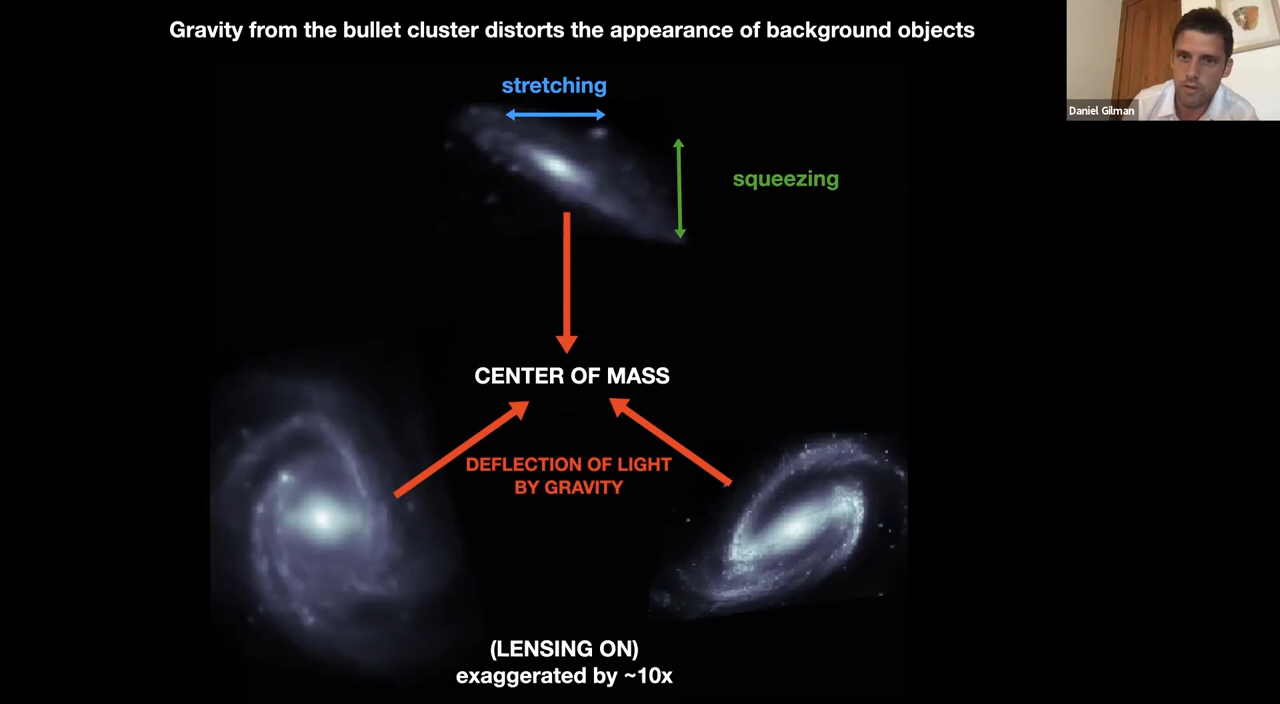 Gravity from the bullet cluster distorts the appearance of background objects
Daniel Gilman
stretching
squeezing
CENTER OF MASS
DEFLECTION OF LIGHT
BY GRAVITY
(LENSING ON)
exaggerated by ~10x